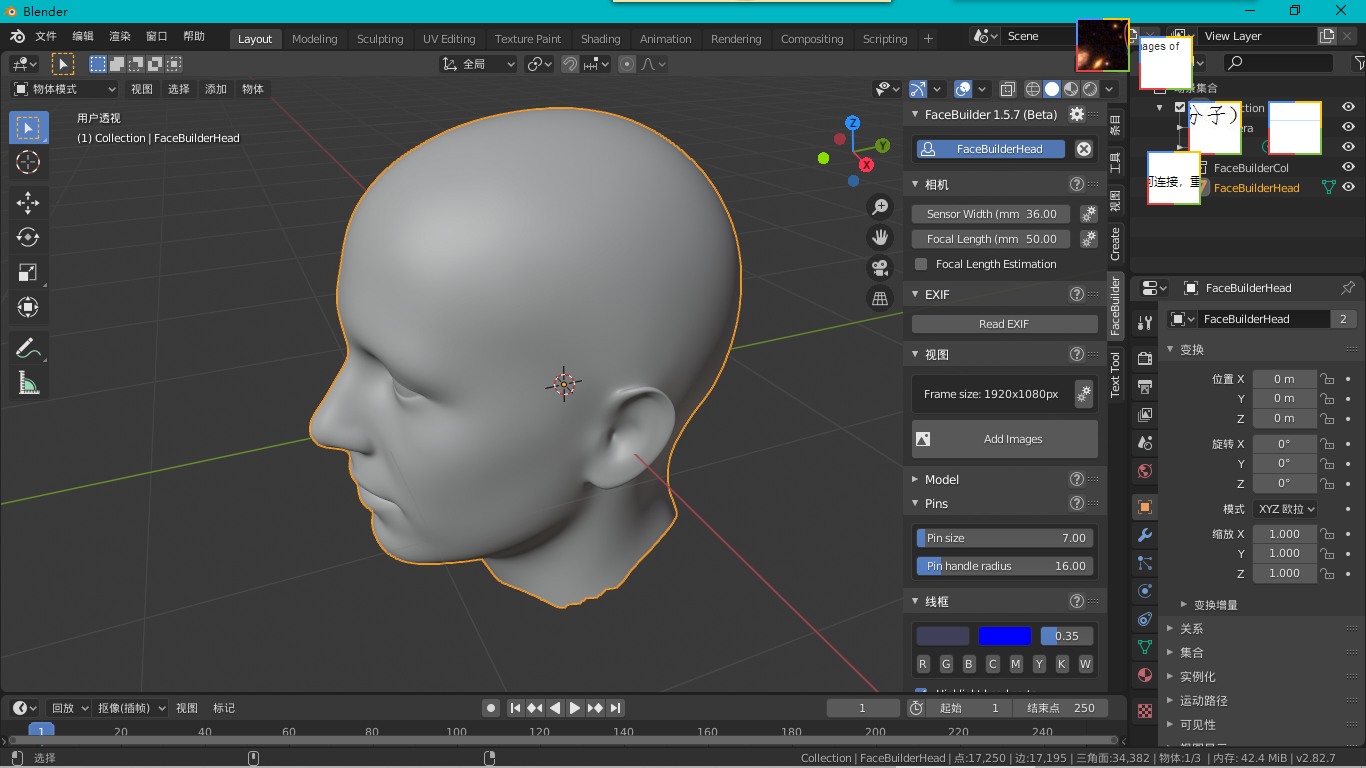 Blender
文件 编辑 渲染 窗口 帮助 Layout Modeling Sculpting UV Editing Texture Paint Shading Animation Rendering Compositing Scripting + Scene View Layer
全局
物体模式 视图 选择 添加 物体
用户透视
(1) Collection | FaceBuilderHead
Z
Y
X
FaceBuilder 1.5.7 (Beta)
FaceBuilderHead
相机
Sensor Width (mm 36.00
Focal Length (mm 50.00
Focal Length Estimation
EXIF
Read EXIF
视图
Frame size: 1920x1080px
Add Images
Model
Pins
Pin size 7.00
Pin handle radius 16.00
线框
0.35
R G B C M Y K W
条目
工具
视图
Create
FaceBuilder
Text Tool
ages of
场景集合
分子)
连接，重
FaceBuilderCol
FaceBuilderHead
FaceBuilderHead
FaceBuilderHead 2
变换
位置 X 0 m
Y 0 m
Z 0 m
旋转 X 0°
Y 0°
Z 0°
模式 XYZ 欧拉
缩放 X 1.000
Y 1.000
Z 1.000
变换增量
关系
集合
实例化
运动路径
可见性
回放 抠像(插帧) 视图 标记 1 起始 1 结束点 250
1 20 40 60 80 100 120 140 160 180 200 220 240
选择 Collection | FaceBuilderHead | 点:17,250 | 边:17,195 | 三角面:34,382 | 物体:1/3 | 内存: 42.4 MiB | v2.82.7